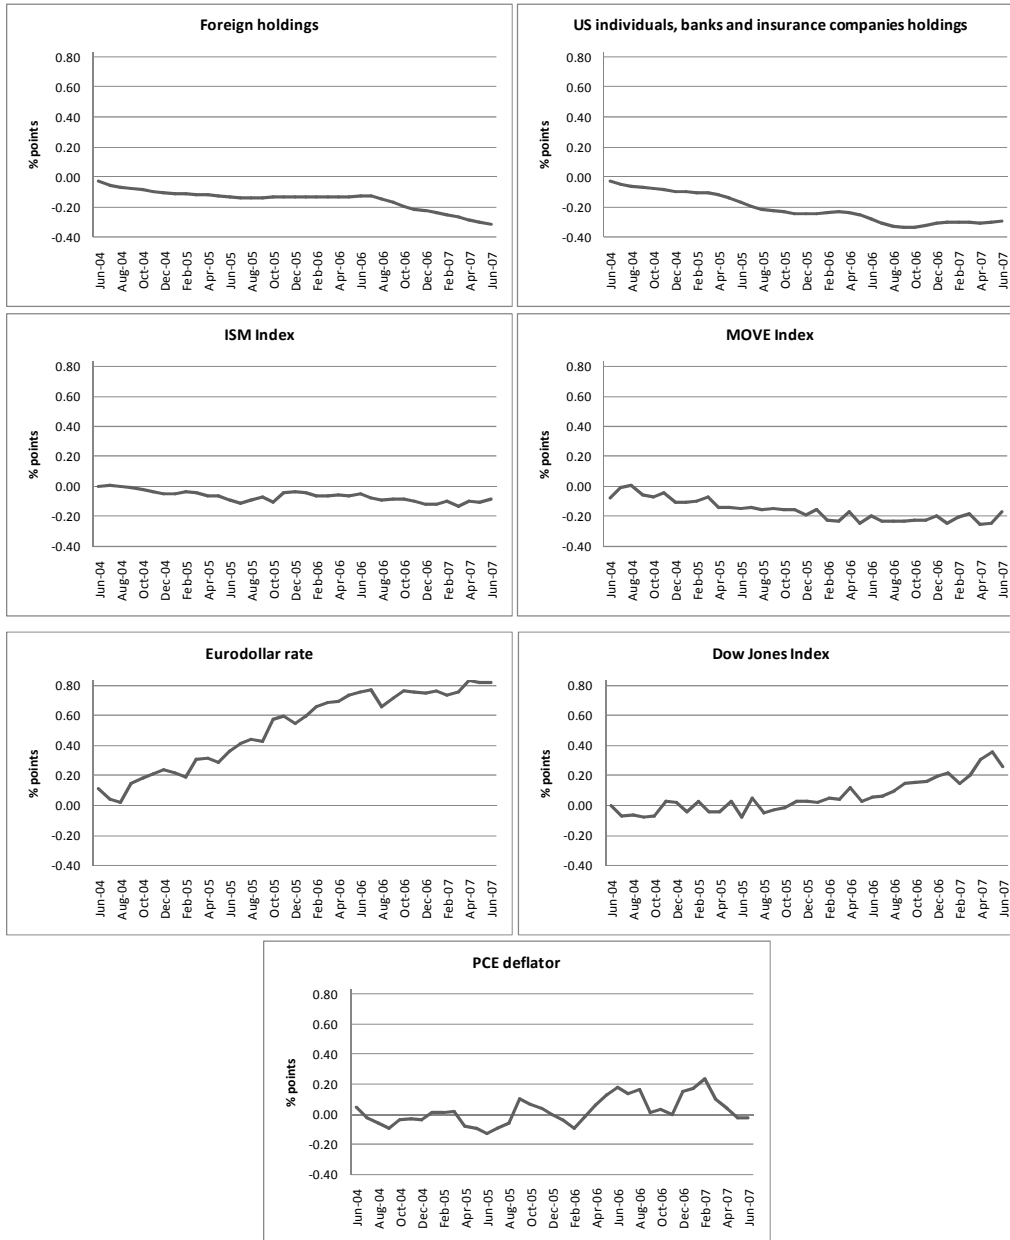 Foreign holdings
0.80
0.60
0.40
0.20
0.00
-0.20
-0.40
% points
Jun-04
Aug-04
Oct-04
Dec-04
Feb-05
Apr-05
Jun-05
Aug-05
Oct-05
Dec-05
Feb-06
Apr-06
Jun-06
Aug-06
Oct-06
Dec-06
Feb-07
Apr-07
Jun-07
US individuals, banks and insurance companies holdings
0.80
0.60
0.40
0.20
0.00
-0.20
-0.40
% points
Jun-04
Aug-04
Oct-04
Dec-04
Feb-05
Apr-05
Jun-05
Aug-05
Oct-05
Dec-05
Feb-06
Apr-06
Jun-06
Aug-06
Oct-06
Dec-06
Feb-07
Apr-07
Jun-07
ISM Index
0.80
0.60
0.40
0.20
0.00
-0.20
-0.40
% points
Jun-04
Aug-04
Oct-04
Dec-04
Feb-05
Apr-05
Jun-05
Aug-05
Oct-05
Dec-05
Feb-06
Apr-06
Jun-06
Aug-06
Oct-06
Dec-06
Feb-07
Apr-07
Jun-07
MOVE Index
0.80
0.60
0.40
0.20
0.00
-0.20
-0.40
% points
Jun-04
Aug-04
Oct-04
Dec-04
Feb-05
Apr-05
Jun-05
Aug-05
Oct-05
Dec-05
Feb-06
Apr-06
Jun-06
Aug-06
Oct-06
Dec-06
Feb-07
Apr-07
Jun-07
Eurodollar rate
0.80
0.60
0.40
0.20
0.00
-0.20
-0.40
% points
Jun-04
Aug-04
Oct-04
Dec-04
Feb-05
Apr-05
Jun-05
Aug-05
Oct-05
Dec-05
Feb-06
Apr-06
Jun-06
Aug-06
Oct-06
Dec-06
Feb-07
Apr-07
Jun-07
Dow Jones Index
0.80
0.60
0.40
0.20
0.00
-0.20
-0.40
% points
Jun-04
Aug-04
Oct-04
Dec-04
Feb-05
Apr-05
Jun-05
Aug-05
Oct-05
Dec-05
Feb-06
Apr-06
Jun-06
Aug-06
Oct-06
Dec-06
Feb-07
Apr-07
Jun-07
PCE deflator
0.80
0.60
0.40
0.20
0.00
-0.20
-0.40
% points
Jun-04
Aug-04
Oct-04
Dec-04
Feb-05
Apr-05
Jun-05
Aug-05
Oct-05
Dec-05
Feb-06
Apr-06
Jun-06
Aug-06
Oct-06
Dec-06
Feb-07
Apr-07
Jun-07